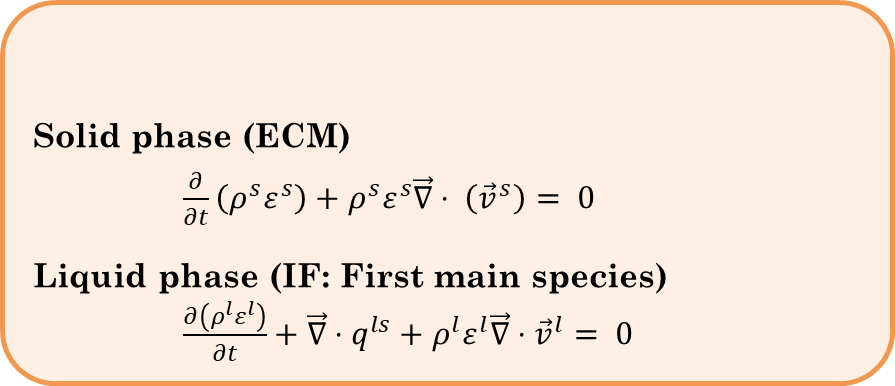 Solid phase (ECM)
∂/∂t (ρ^s ε^s) + ρ^s ε^s ∇⃗ · (v⃗^s) = 0
Liquid phase (IF: First main species)
∂(ρ^l ε^l)/∂t + ∇⃗ · q^{ls} + ρ^l ε^l ∇⃗ · v⃗^l = 0